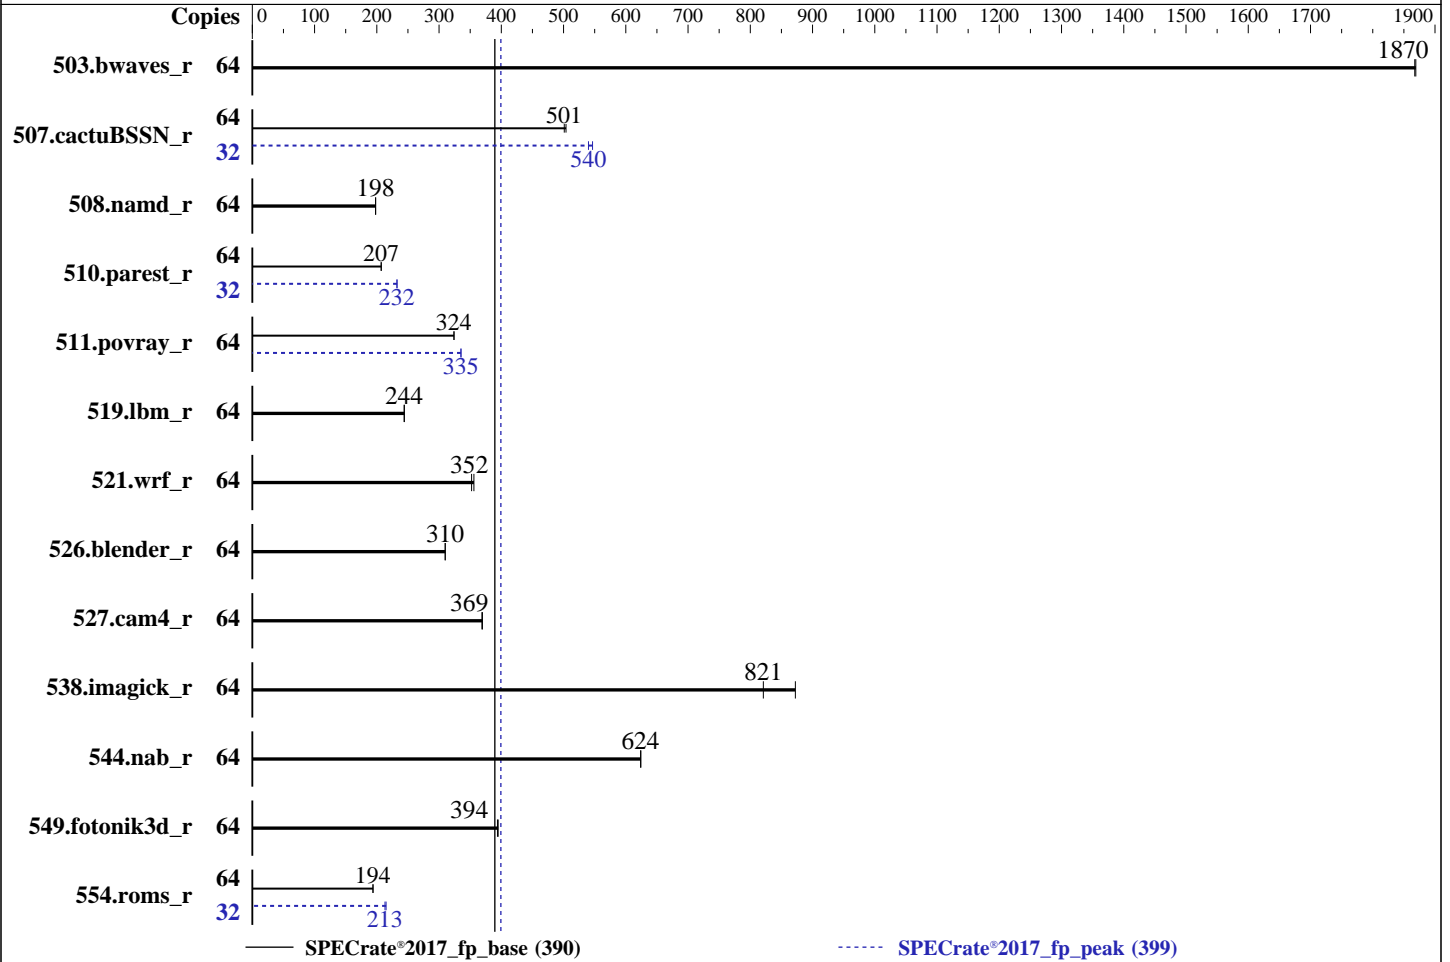 Copies 0 100 200 300 400 500 600 700 800 900 1000 1100 1200 1300 1400 1500 1600 1700 1900
503.bwaves_r 64 1870
507.cactuBSSN_r 64 501
32 540
508.namd_r 64 198
510.parest_r 64 207
32 232
511.povray_r 64 324
335
519.lbm_r 64 244
521.wrf_r 64 352
526.blender_r 64 310
527.cam4_r 64 369
538.imagick_r 64 821
544.nab_r 64 624
549.fotonik3d_r 64 394
554.roms_r 64 194
32 213
SPECrate®2017_fp_base (390) SPECrate®2017_fp_peak (399)